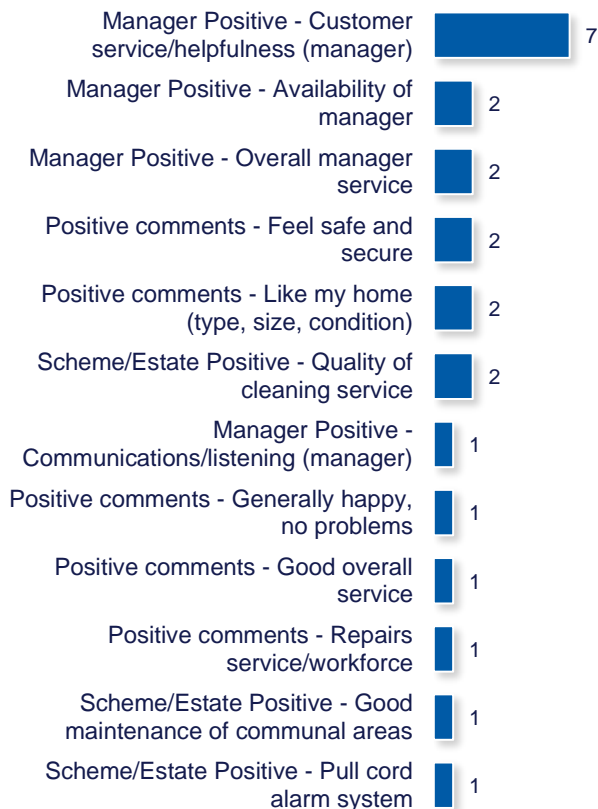 Manager Positive - Customer
service/helpfulness (manager)
7
Manager Positive - Availability of
manager
2
Manager Positive - Overall manager
service
2
Positive comments - Feel safe and
secure
2
Positive comments - Like my home
(type, size, condition)
2
Scheme/Estate Positive - Quality of
cleaning service
2
Manager Positive -
Communications/listening (manager)
1
Positive comments - Generally happy,
no problems
1
Positive comments - Good overall
service
1
Positive comments - Repairs
service/workforce
1
Scheme/Estate Positive - Good
maintenance of communal areas
1
Scheme/Estate Positive - Pull cord
alarm system
1